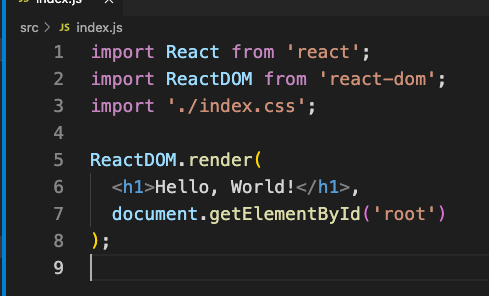 JS index.js ×
src > JS index.js
1 import React from 'react';
2 import ReactDOM from 'react-dom';
3 import './index.css';
4
5 ReactDOM.render(
6   <h1>Hello, World!</h1>,
7   document.getElementById('root')
8 );
9